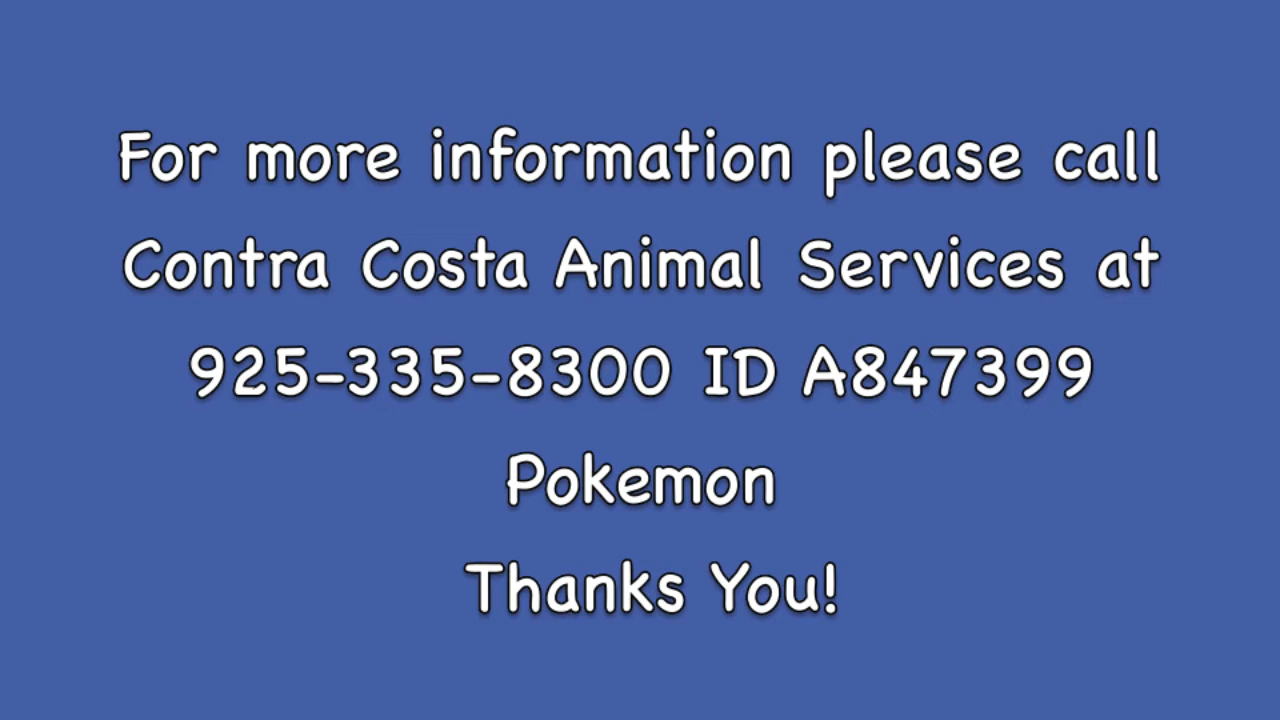 For more information please call
Contra Costa Animal Services at
925-335-8300 ID A847399
Pokemon
Thanks You!